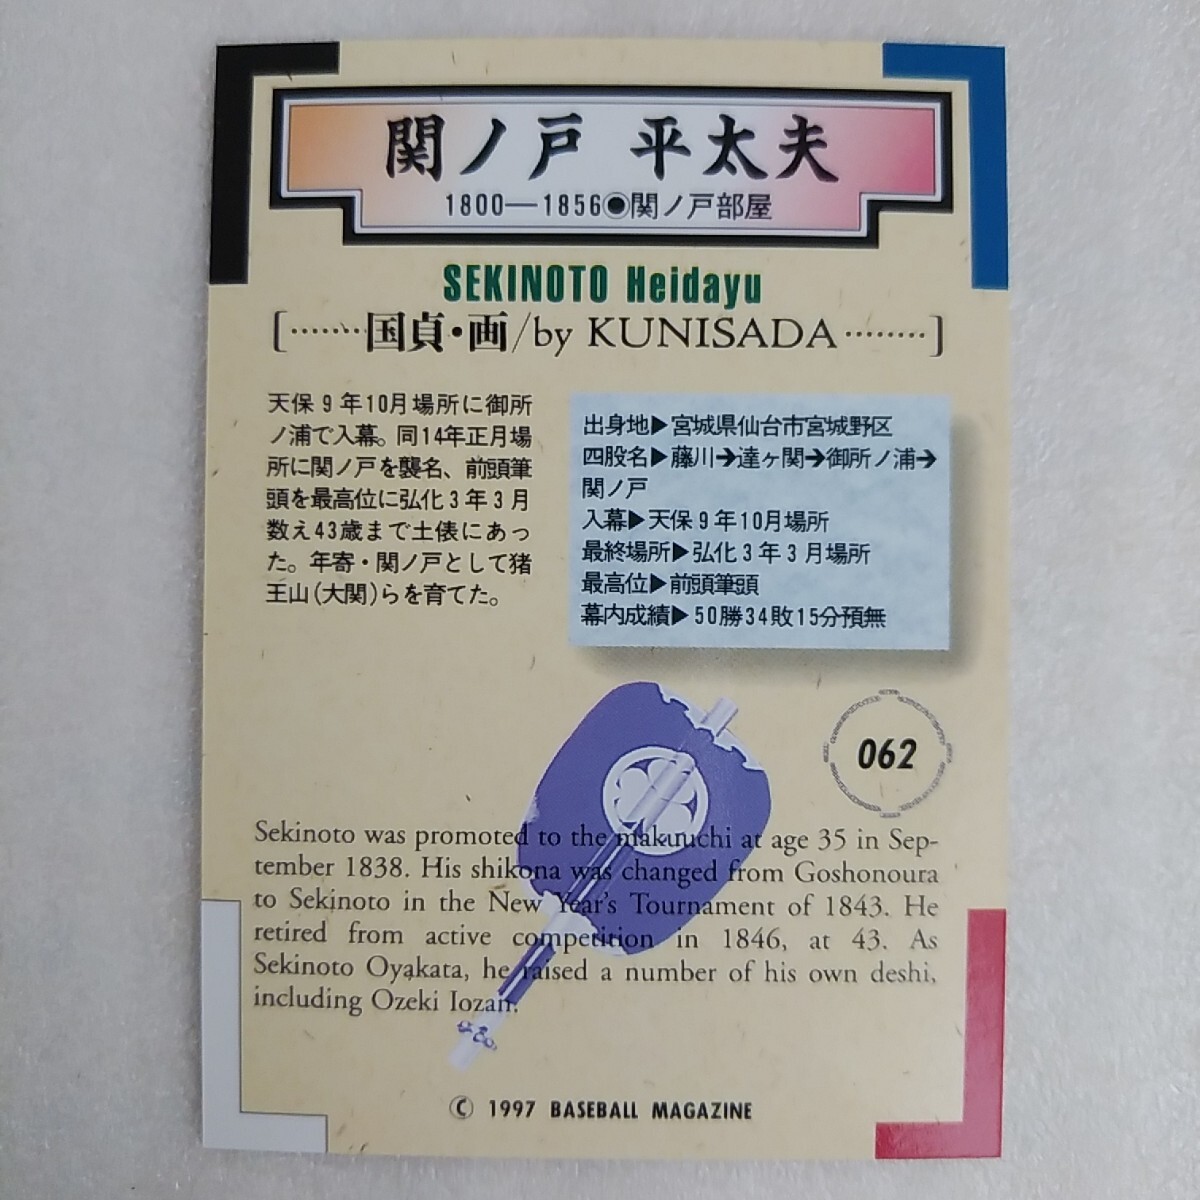 関ノ戸 平太夫
1800—1856◉関ノ戸部屋
SEKINOTO Heidayu
[········国貞・画/by KUNISADA········]
天保9年10月場所に御所
ノ浦で入幕。同14年正月場
所に関ノ戸を襲名、前頭筆
頭を最高位に弘化3年3月
数え43歳まで土俵にあっ
た。年寄・関ノ戸として猪
王山(大関)らを育てた。
出身地▶宮城県仙台市宮城野区
四股名▶藤川➔達ヶ関➔御所ノ浦➔
関ノ戸
入幕▶天保9年10月場所
最終場所▶弘化3年3月場所
最高位▶前頭筆頭
幕内成績▶50勝34敗15分預無
062
Sekinoto was promoted to the makuuchi at age 35 in Sep-
tember 1838. His shikona was changed from Goshonoura
to Sekinoto in the New Year's Tournament of 1843. He
retired from active competition in 1846, at 43. As
Sekinoto Oyakata, he raised a number of his own deshi,
including Ozeki Iozan.
© 1997 BASEBALL MAGAZINE